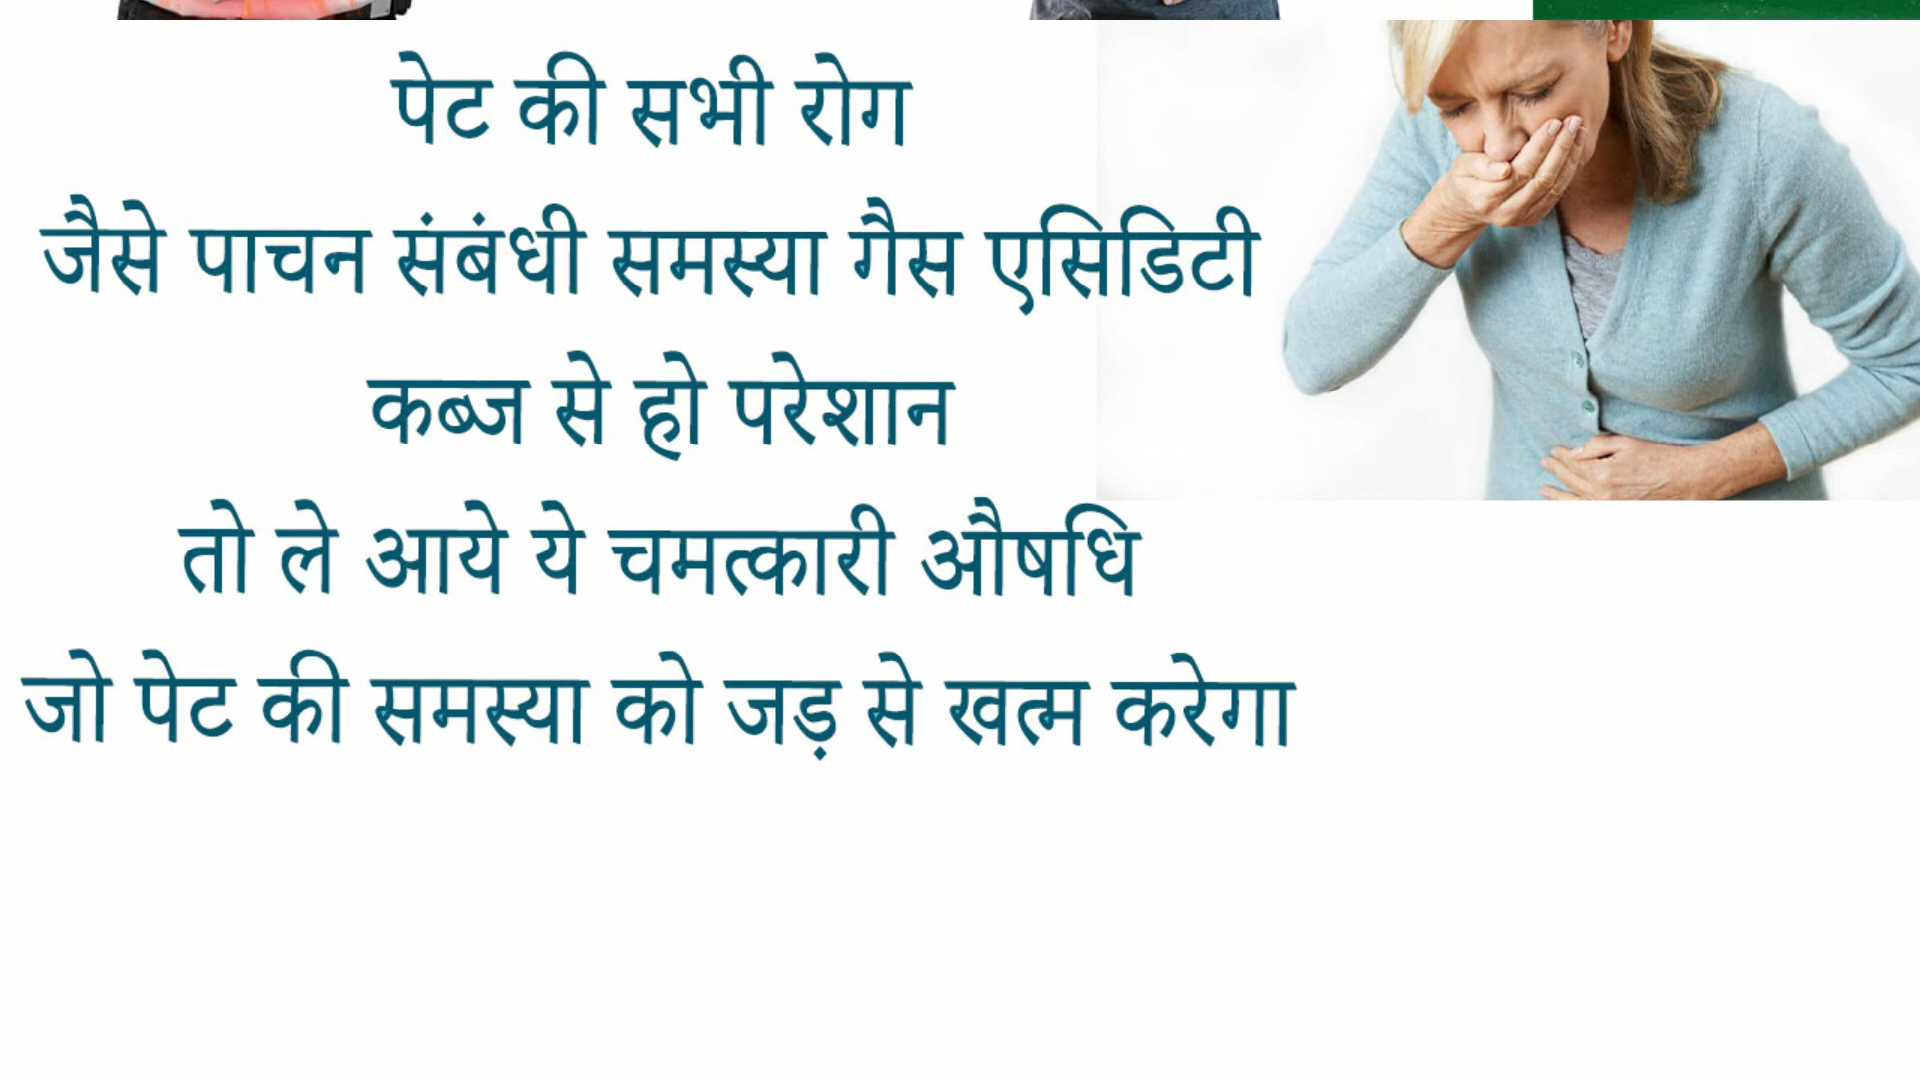 पेट की सभी रोग
जैसे पाचन संबंधी समस्या गैस एसिडिटी
कब्ज से हो परेशान
तो ले आये ये चमत्कारी औषधि
जो पेट की समस्या को जड़ से खत्म करेगा